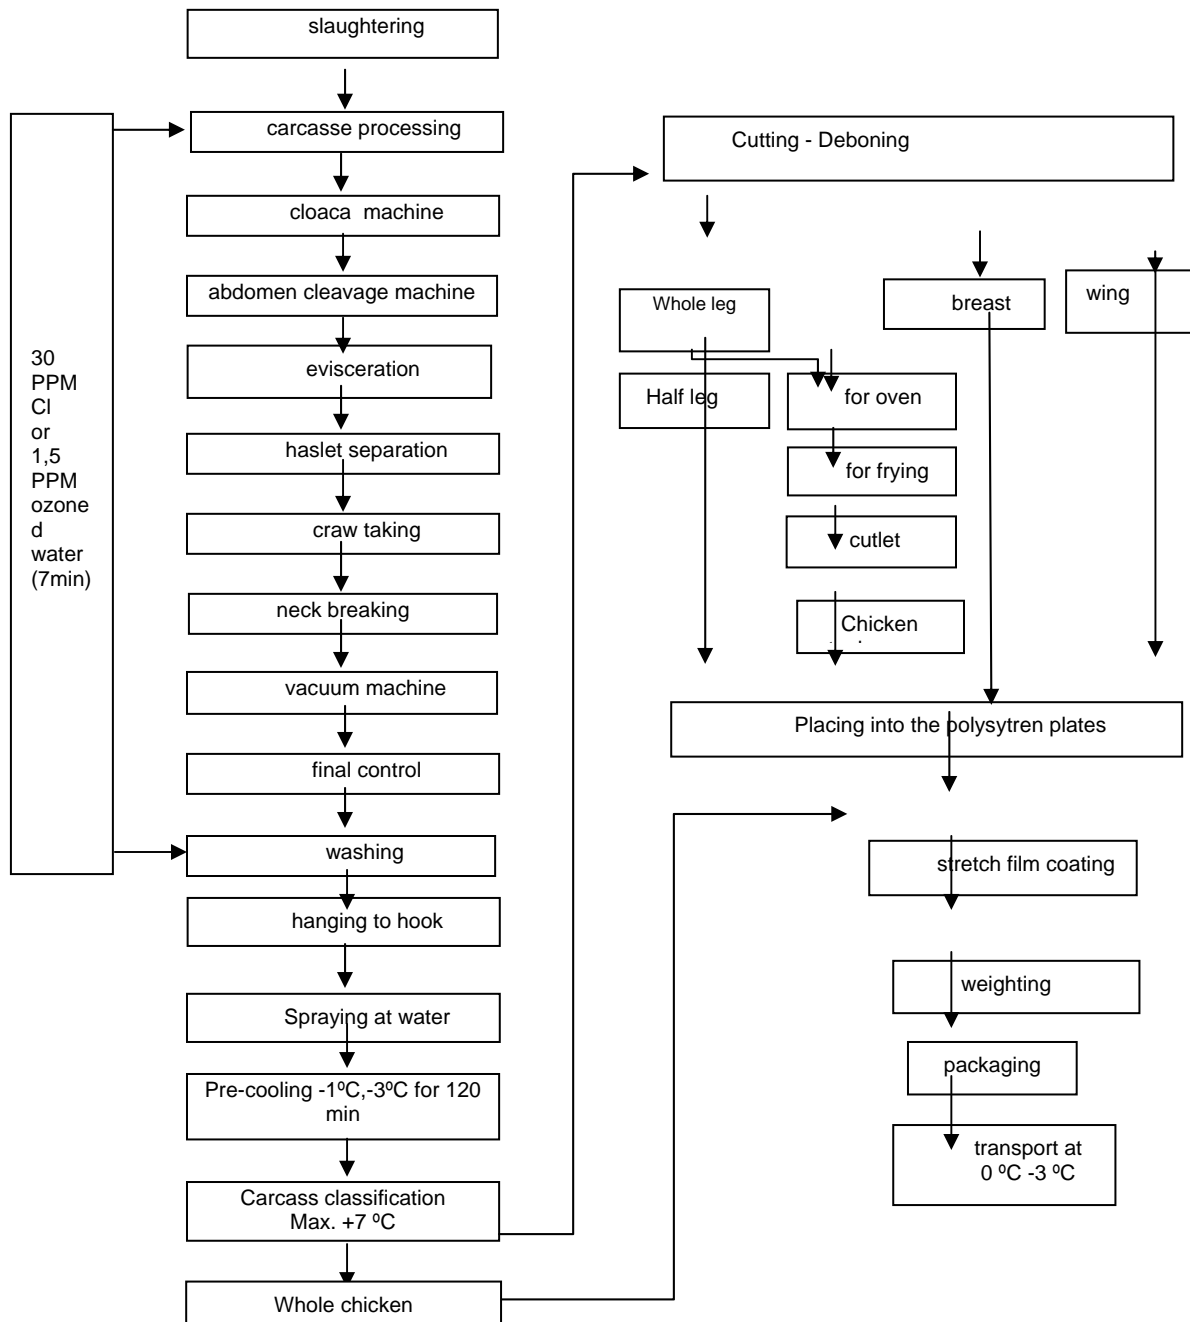 slaughtering
carcasse processing
cloaca machine
abdomen cleavage machine
evisceration
haslet separation
craw taking
neck breaking
vacuum machine
final control
washing
hanging to hook
Spraying at water
Pre-cooling -1ºC,-3ºC for 120
min
Carcass classification
Max. +7 ºC
Whole chicken
30
PPM
Cl
or
1,5
PPM
ozone
d
water
(7min)
Cutting - Deboning
Whole leg
Half leg
for oven
for frying
cutlet
Chicken
breast
wing
Placing into the polysytren plates
stretch film coating
weighting
packaging
transport at
0 ºC -3 ºC